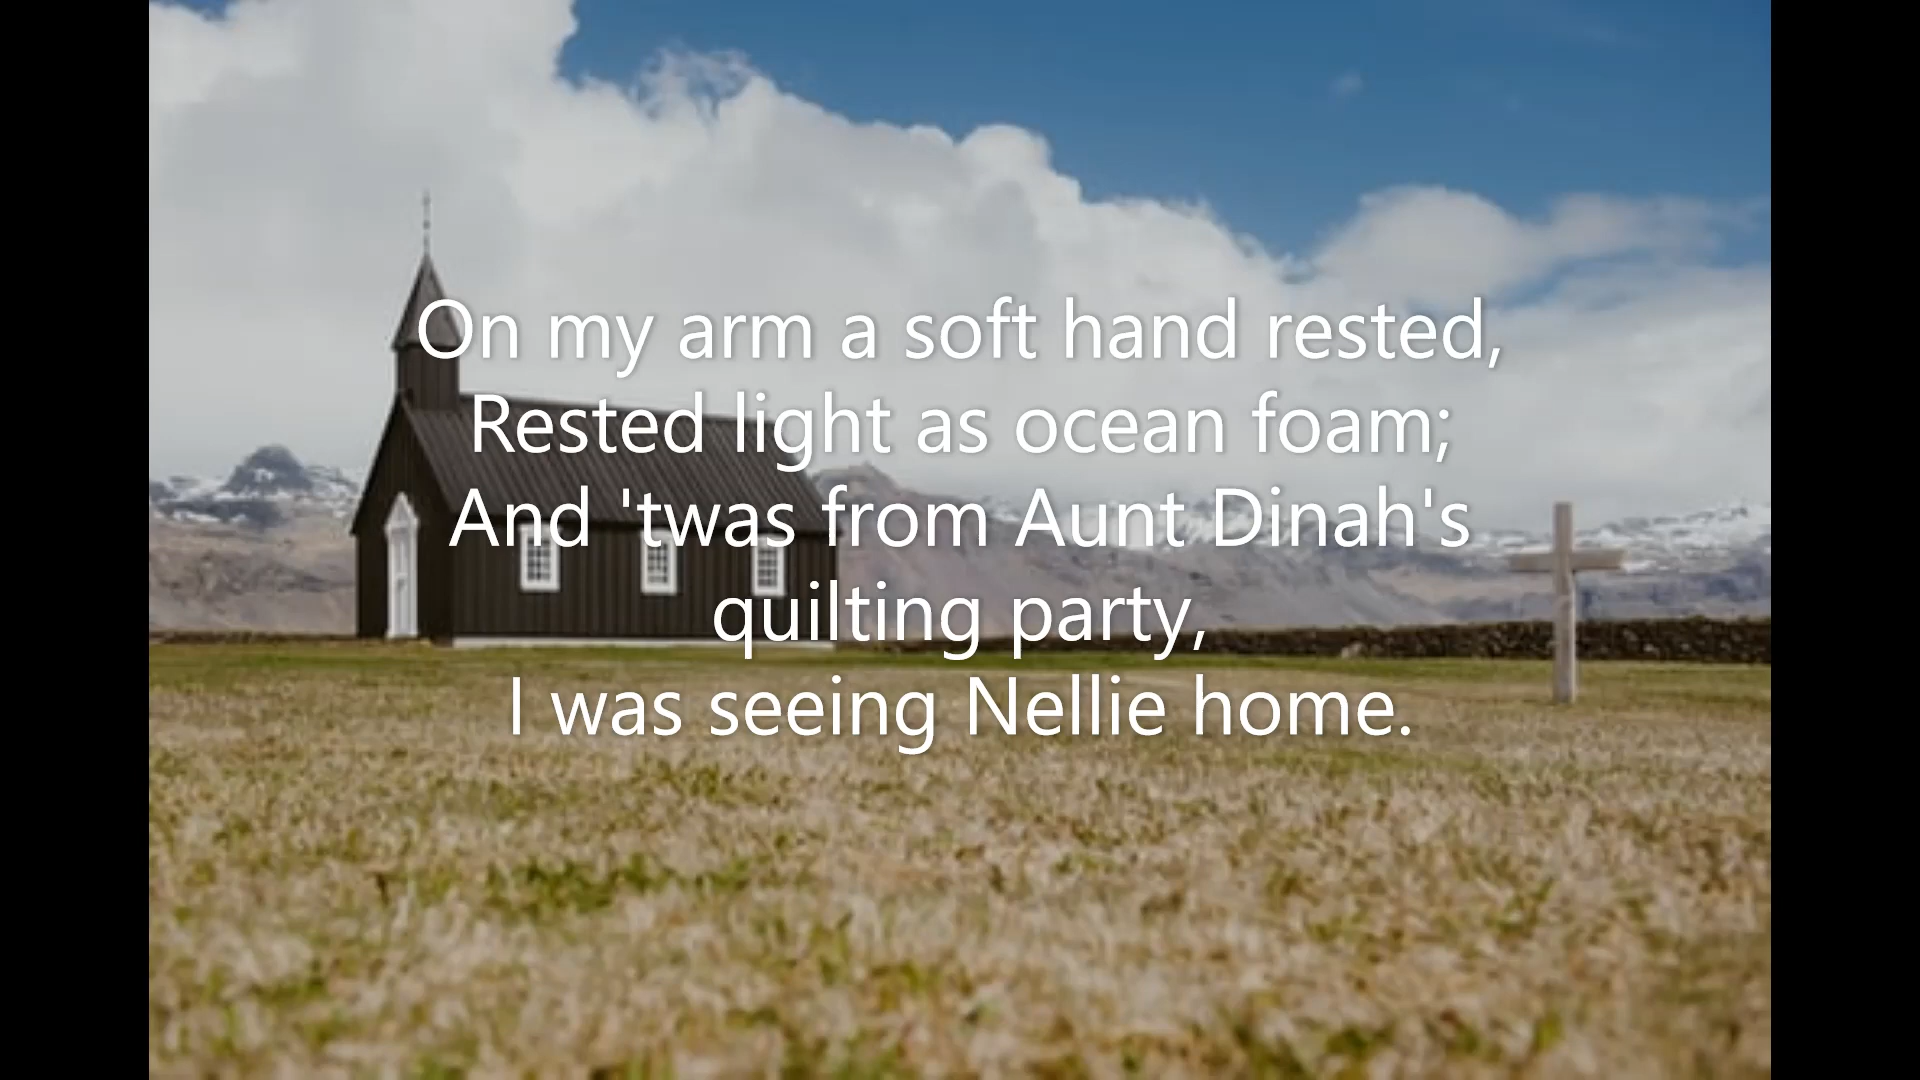 On my arm a soft hand rested,
Rested light as ocean foam;
And 'twas from Aunt Dinah's
quilting party,
I was seeing Nellie home.